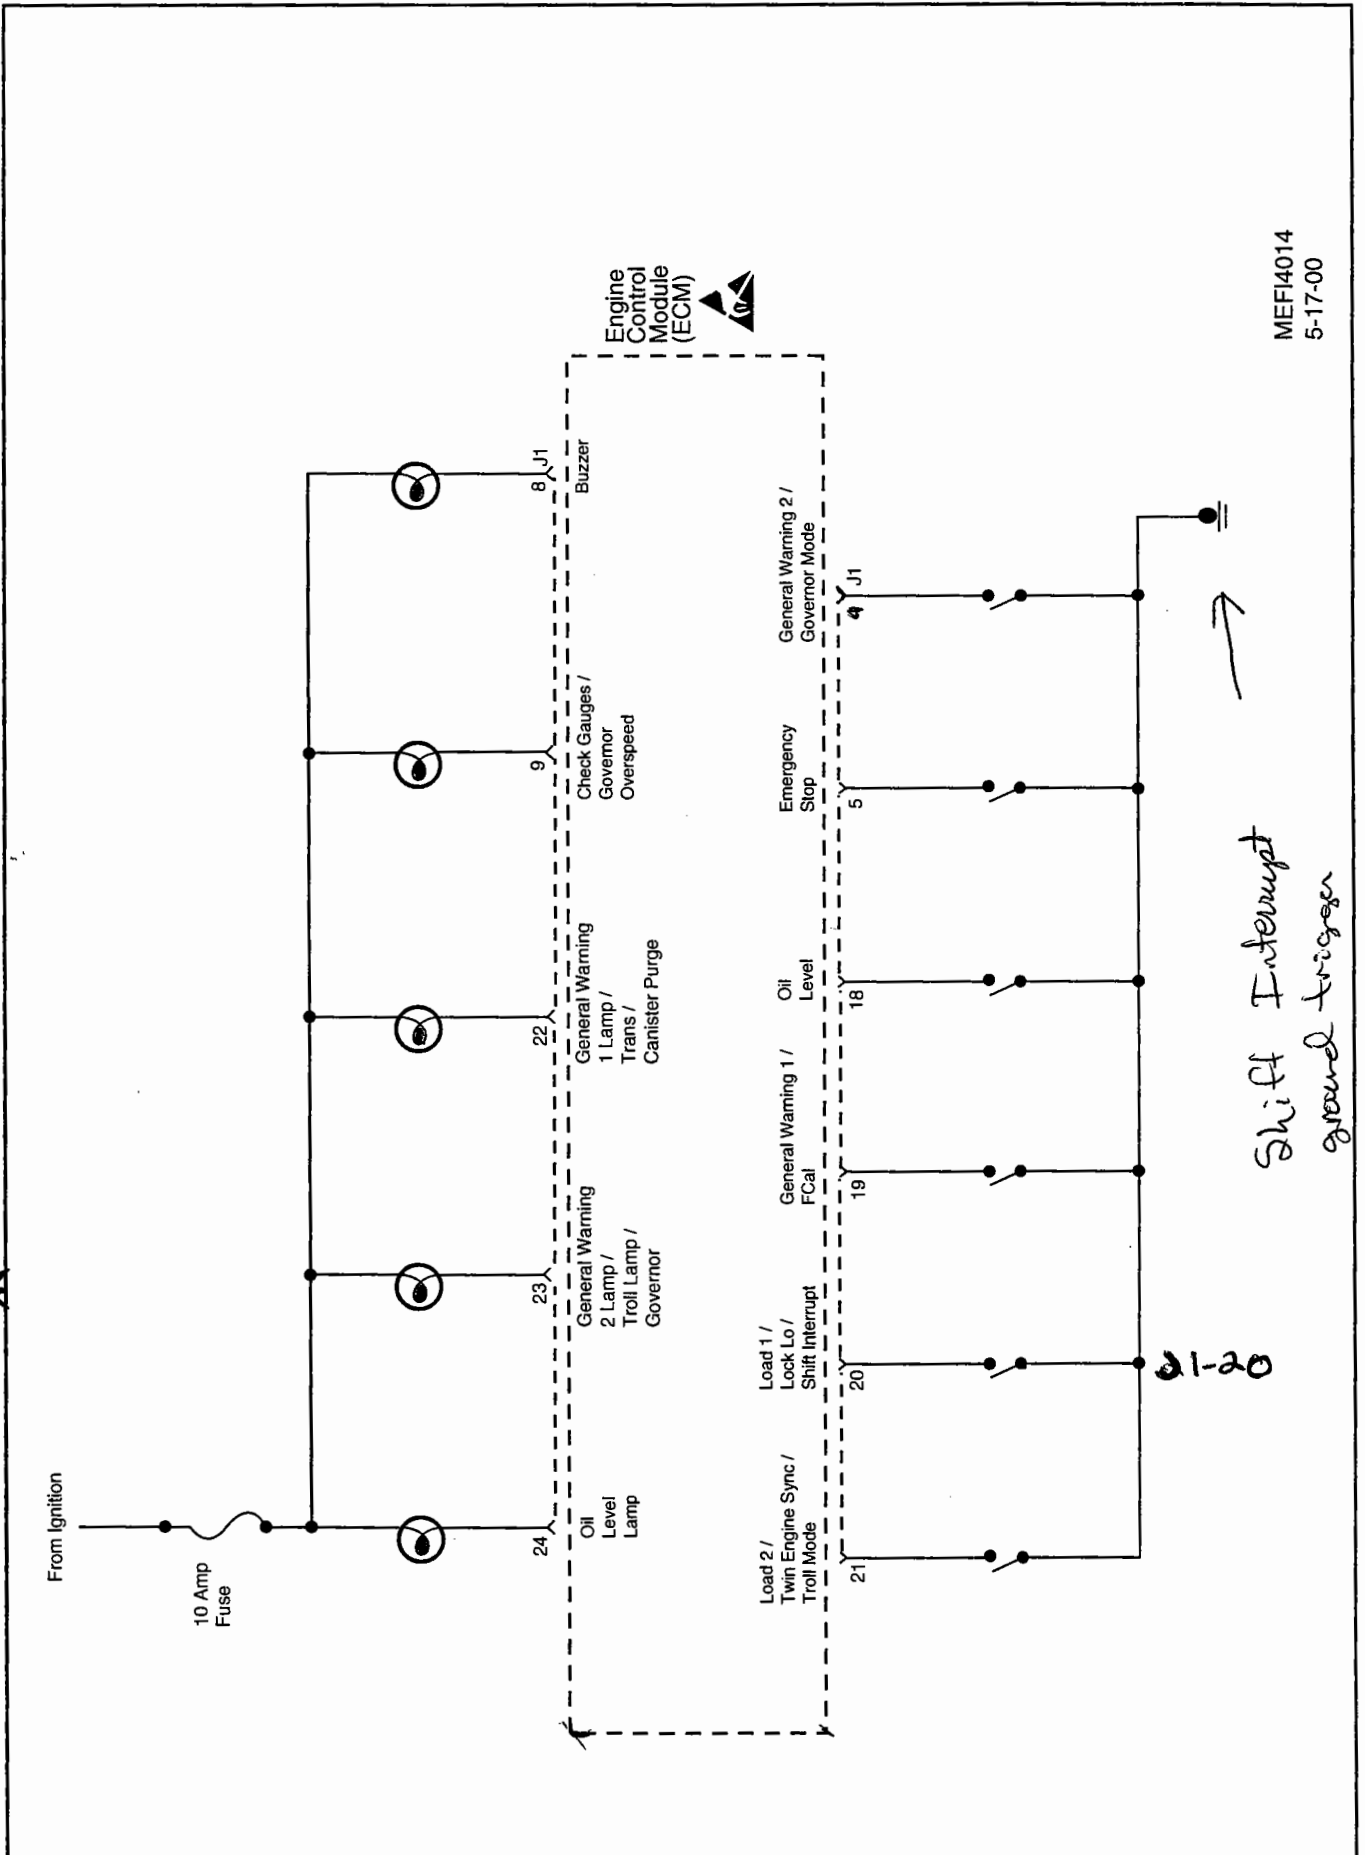 From Ignition
10 Amp
Fuse
24
23
22
9
8
J1
Oil
Level
Lamp
General Warning
2 Lamp /
Troll Lamp /
Governor
General Warning
1 Lamp /
Trans /
Canister Purge
Check Gauges /
Governor
Overspeed
Buzzer
Engine
Control
Module
(ECM)
Load 2 /
Twin Engine Sync /
Troll Mode
Load 1 /
Lock Lo /
Shift Interrupt
General Warning 1 /
FCal
Oil
Level
Emergency
Stop
General Warning 2 /
Governor Mode
21
20
19
18
5
4
J1
J1-20
Shift Interrupt
ground trigger
MEFI4014
5-17-00